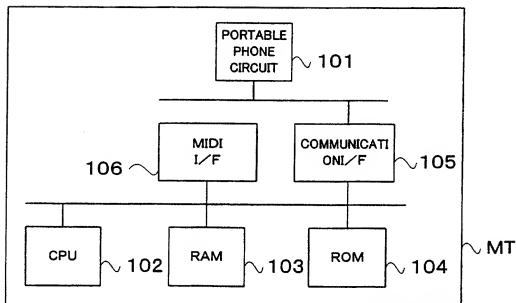 PORTABLE
PHONE
CIRCUIT
101
MIDI
I/F
106
COMMUNICATI
ONI/F
105
CPU
102
RAM
103
ROM
104
MT